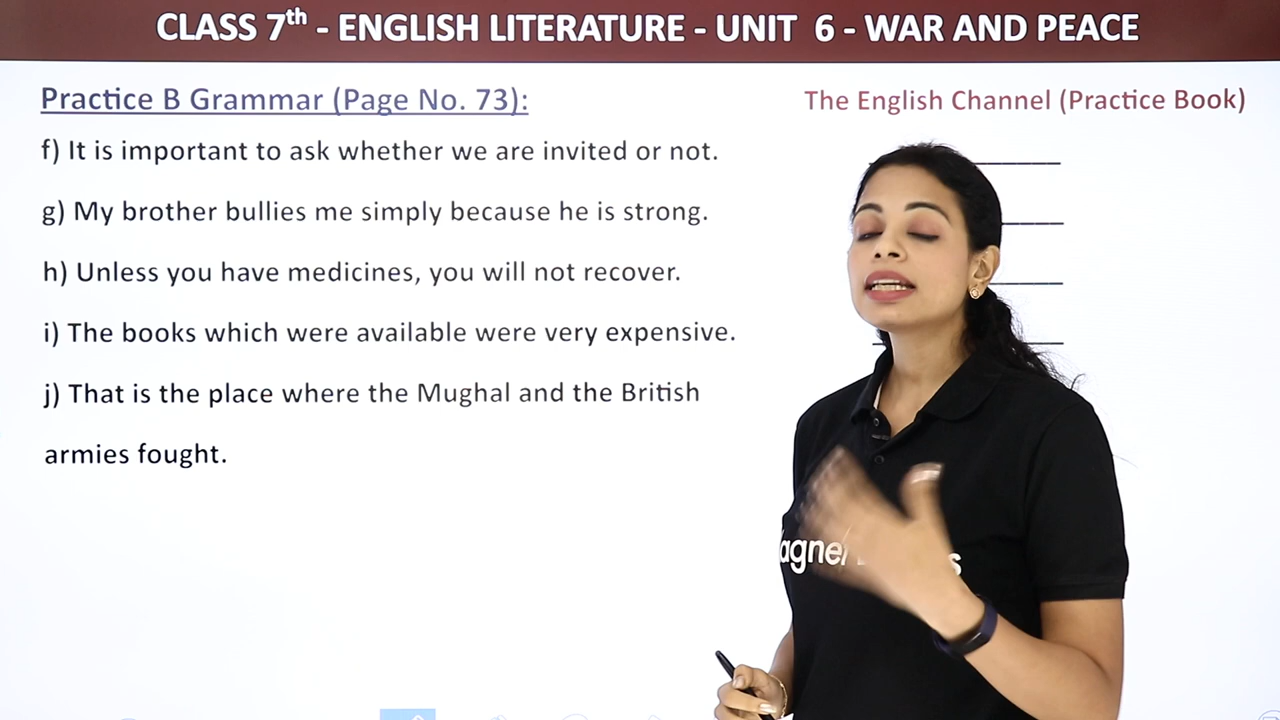 CLASS 7th - ENGLISH LITERATURE - UNIT 6 - WAR AND PEACE
Practice B Grammar (Page No. 73):
The English Channel (Practice Book)
f) It is important to ask whether we are invited or not.
g) My brother bullies me simply because he is strong.
h) Unless you have medicines, you will not recover.
i) The books which were available were very expensive.
j) That is the place where the Mughal and the British
armies fought.